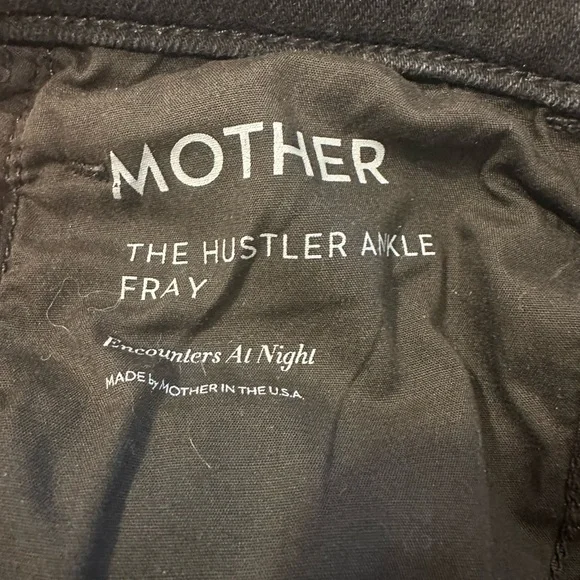 MOTHER
THE HUSTLER ANKLE
FRAY
Encounters At Night
MADE by MOTHER IN THE U.S.A.